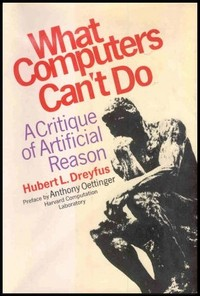 What
Computers
Can't Do
A Critique
of Artificial
Reason
Hubert L. Dreyfus
Preface by Anthony Oettinger
Harvard Computation
Laboratory